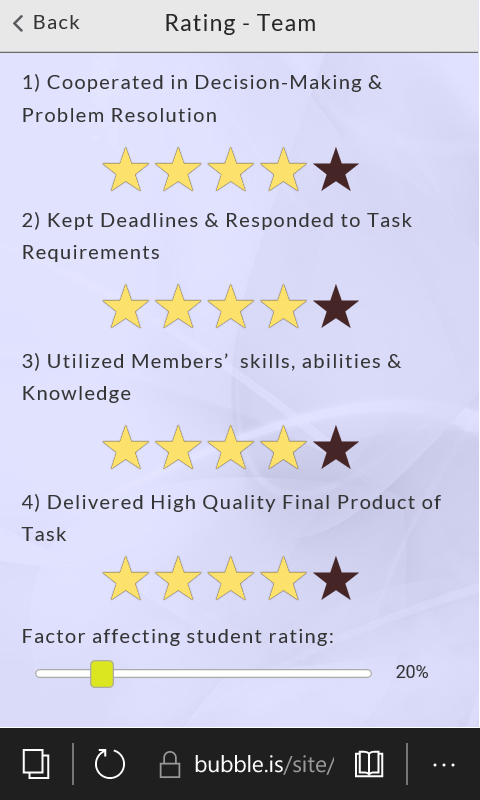 Back
Rating - Team
1) Cooperated in Decision-Making &
Problem Resolution
2) Kept Deadlines & Responded to Task
Requirements
3) Utilized Members’  skills, abilities &
Knowledge
4) Delivered High Quality Final Product of
Task
Factor affecting student rating:
20%
bubble.is/site/